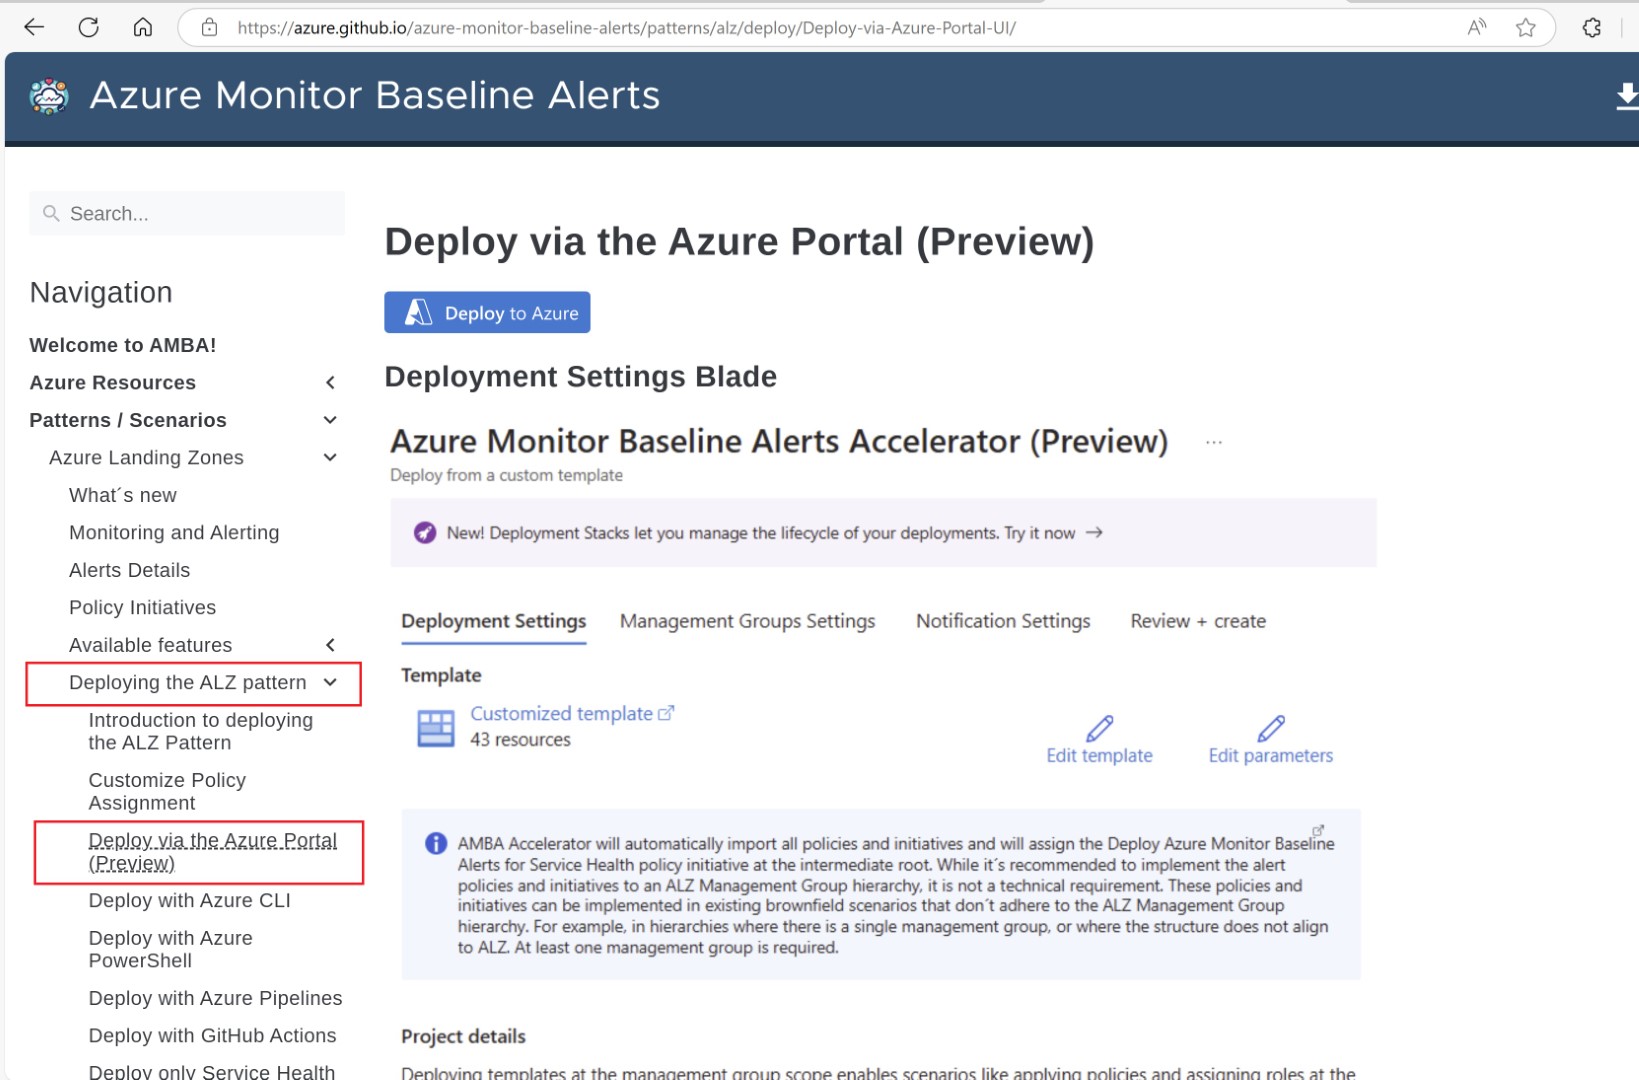 https://azure.github.io/azure-monitor-baseline-alerts/patterns/alz/deploy/Deploy-via-Azure-Portal-UI/
Azure Monitor Baseline Alerts
Search...
Navigation
Welcome to AMBA!
Azure Resources
Patterns / Scenarios
Azure Landing Zones
What´s new
Monitoring and Alerting
Alerts Details
Policy Initiatives
Available features
Deploying the ALZ pattern
Introduction to deploying
the ALZ Pattern
Customize Policy
Assignment
Deploy via the Azure Portal
(Preview)
Deploy with Azure CLI
Deploy with Azure
PowerShell
Deploy with Azure Pipelines
Deploy with GitHub Actions
Deploy only Service Health
Deploy via the Azure Portal (Preview)
Deploy to Azure
Deployment Settings Blade
Azure Monitor Baseline Alerts Accelerator (Preview) ...
Deploy from a custom template
New! Deployment Stacks let you manage the lifecycle of your deployments. Try it now →
Deployment Settings Management Groups Settings Notification Settings Review + create
Template
Customized template
43 resources
Edit template
Edit parameters
AMBA Accelerator will automatically import all policies and initiatives and will assign the Deploy Azure Monitor Baseline
Alerts for Service Health policy initiative at the intermediate root. While it´s recommended to implement the alert
policies and initiatives to an ALZ Management Group hierarchy, it is not a technical requirement. These policies and
initiatives can be implemented in existing brownfield scenarios that don´t adhere to the ALZ Management Group
hierarchy. For example, in hierarchies where there is a single management group, or where the structure does not align
to ALZ. At least one management group is required.
Project details
Deploying templates at the management group scope enables scenarios like applying policies and assigning roles at the